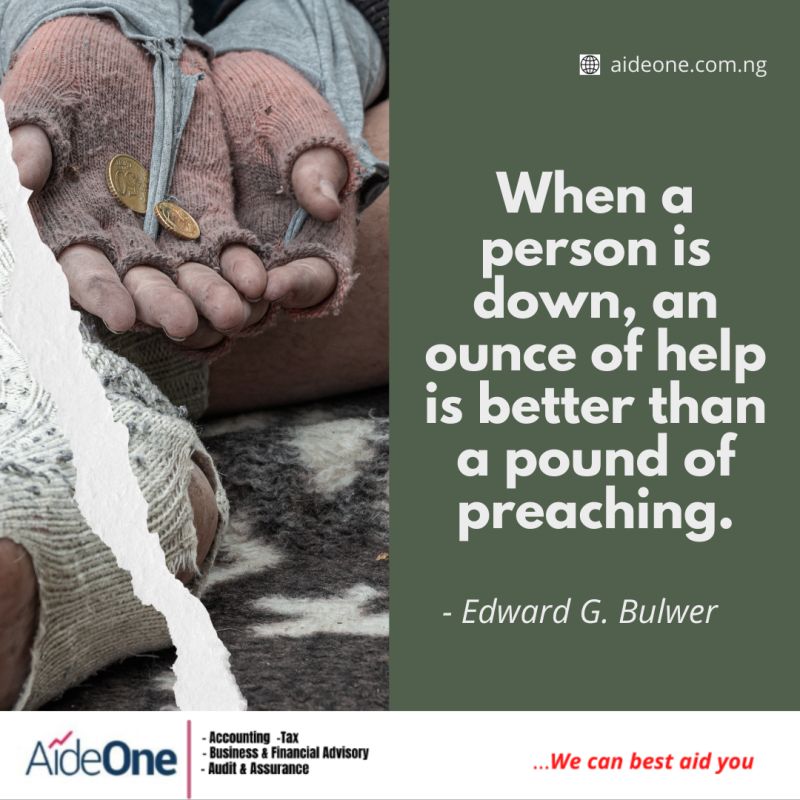 aideone.com.ng
When a
person is
down, an
ounce of help
is better than
a pound of
preaching.
- Edward G. Bulwer
AideOne
- Accounting -Tax
- Business & Financial Advisory
- Audit & Assurance
...We can best aid you